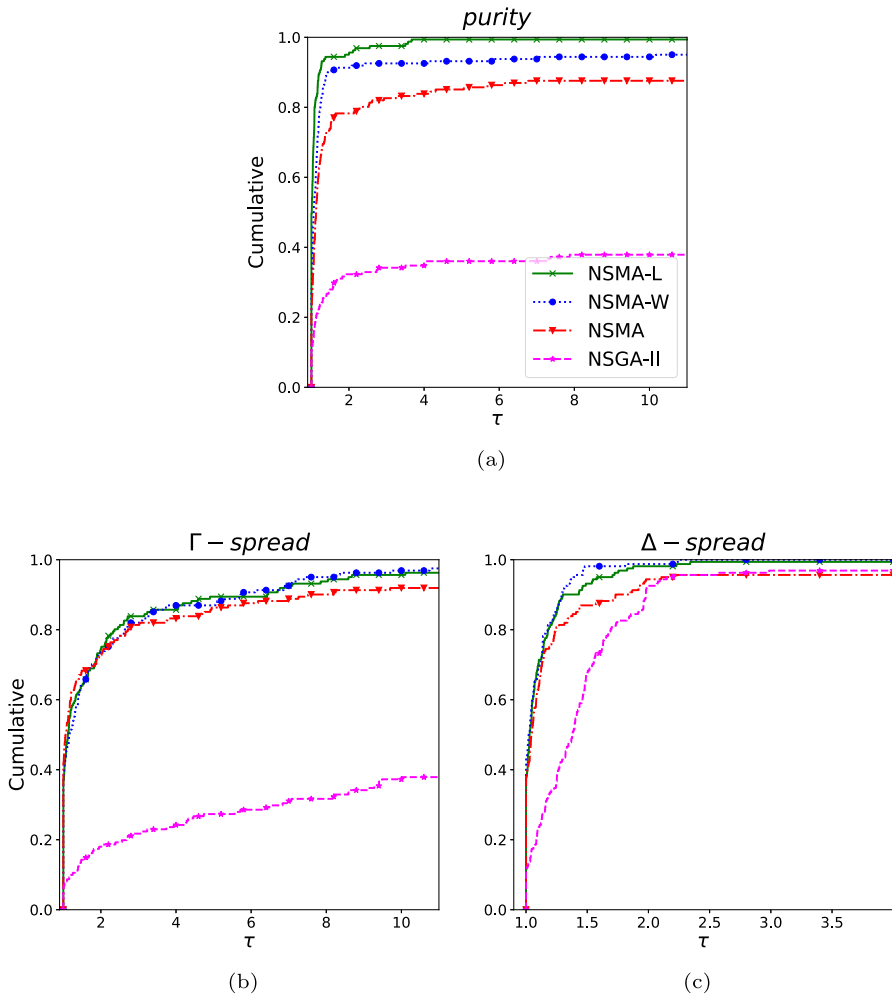 purity
1.0
0.8
0.6
0.4
0.2
0.0
Cumulative
NSMA-L
NSMA-W
NSMA
NSGA-II
2 4 6 8 10
τ
(a)
Γ − spread
1.0
0.8
0.6
0.4
0.2
0.0
Cumulative
2 4 6 8 10
τ
(b)
Δ − spread
1.0
0.8
0.6
0.4
0.2
0.0
1.0 1.5 2.0 2.5 3.0 3.5
τ
(c)